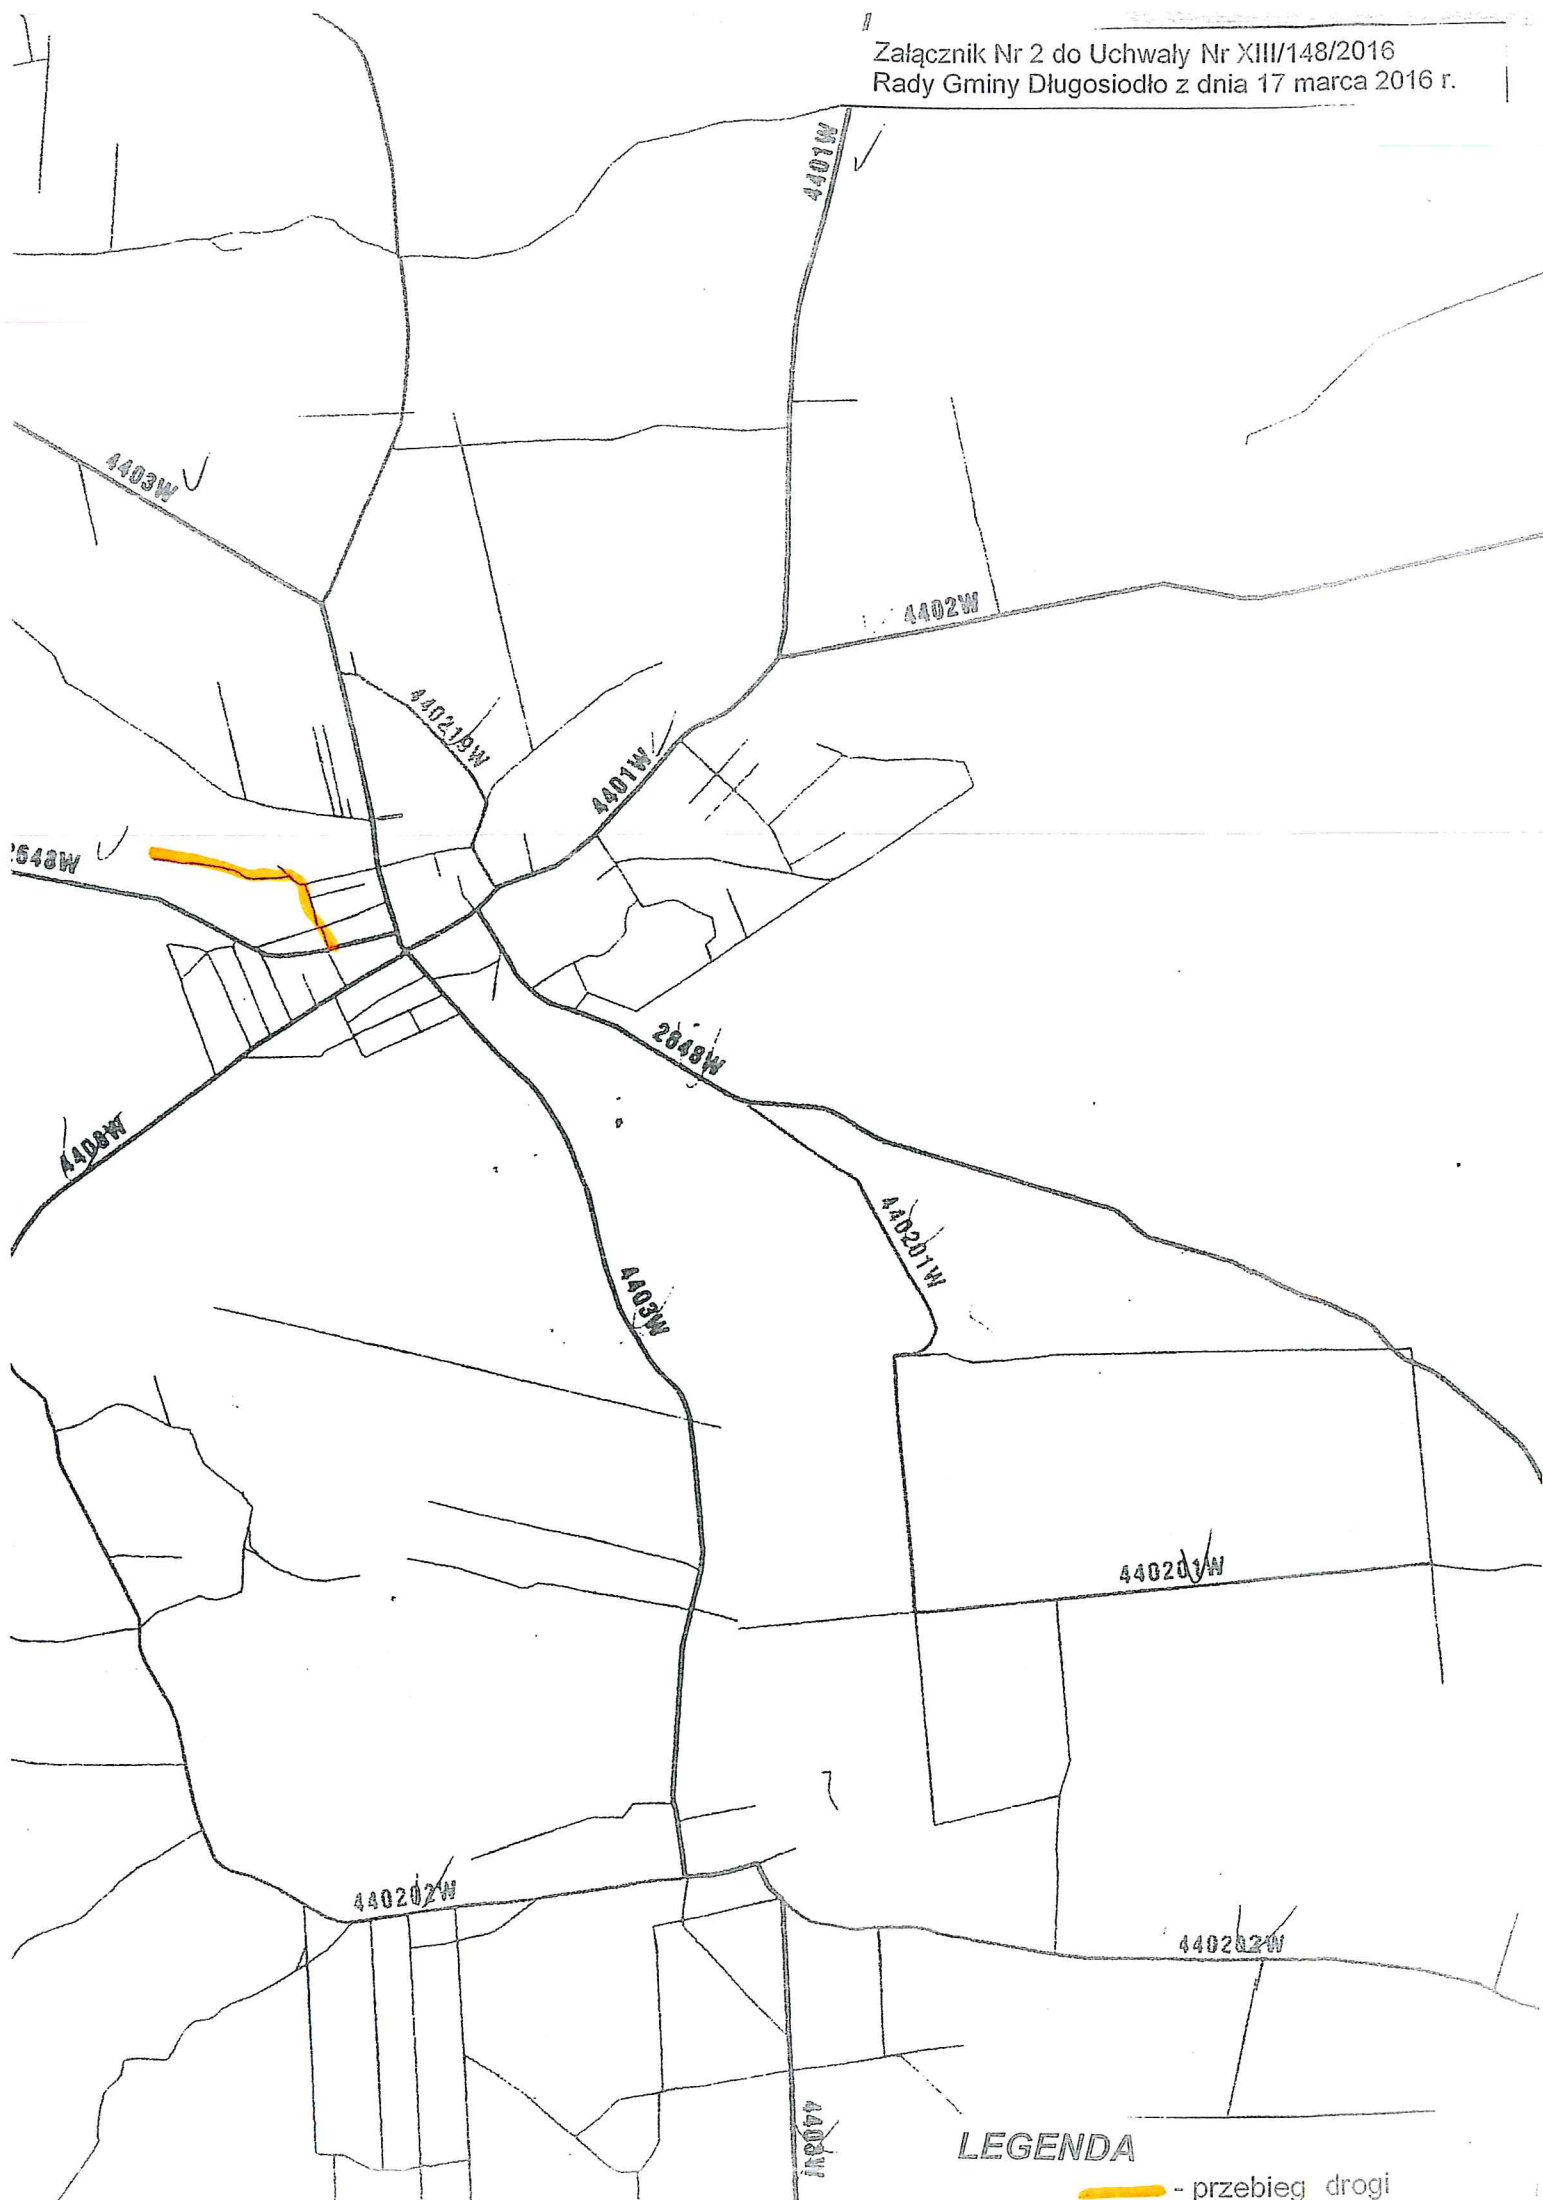 Załącznik Nr 2 do Uchwały Nr XIII/148/2016
Rady Gminy Długosiodło z dnia 17 marca 2016 r.
4401W
4403W
4402W
440219W
4401W
2648W
2648W
4408W
440201W
4403W
440201W
440202W
440202W
4403W
LEGENDA
- przebieg drogi